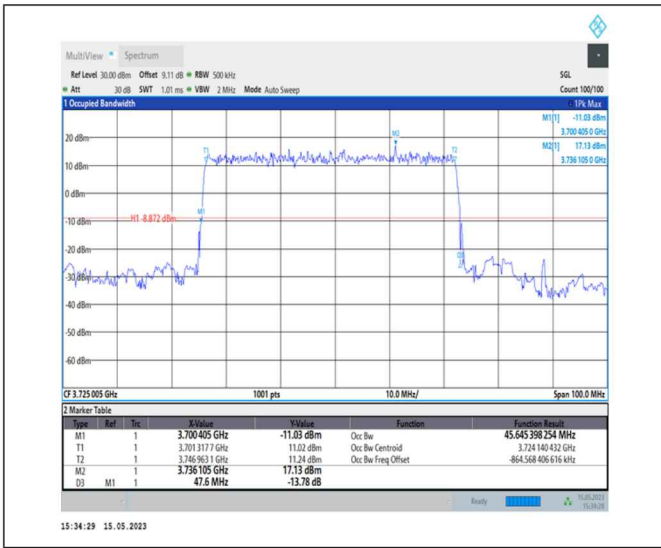 MultiView Spectrum
Ref Level 30.00 dBm Offset 9.11 dB RBW 500 kHz SGL
Att 30 dB SWT 1.01 ms VBW 2 MHz Mode Auto Sweep Count 100/100
1 Occupied Bandwidth 1Pk Max
M1[1] -11.03 dBm
3.700 405 0 GHz
M2[1] 17.13 dBm
3.736 105 0 GHz
M2
20 dBm
T1 T2
10 dBm
0 dBm
M1
H1 -8.872 dBm
-10 dBm
-20 dBm
D3
-30 dBm
-40 dBm
-50 dBm
-60 dBm
CF 3.725 005 GHz 1001 pts 10.0 MHz/ Span 100.0 MHz
2 Marker Table
Type Ref Trc X-Value Y-Value Function Function Result
M1 1 3.700 405 GHz -11.03 dBm Occ Bw 45.645 398 254 MHz
T1 1 3.701 317 7 GHz 11.02 dBm Occ Bw Centroid 3.724 140 432 GHz
T2 1 3.746 963 1 GHz 11.24 dBm Occ Bw Freq Offset -864.568 406 616 kHz
M2 1 3.736 105 GHz 17.13 dBm
D3 M1 1 47.6 MHz -13.78 dB
Ready 15.05.2023
15:34:28
15:34:29 15.05.2023